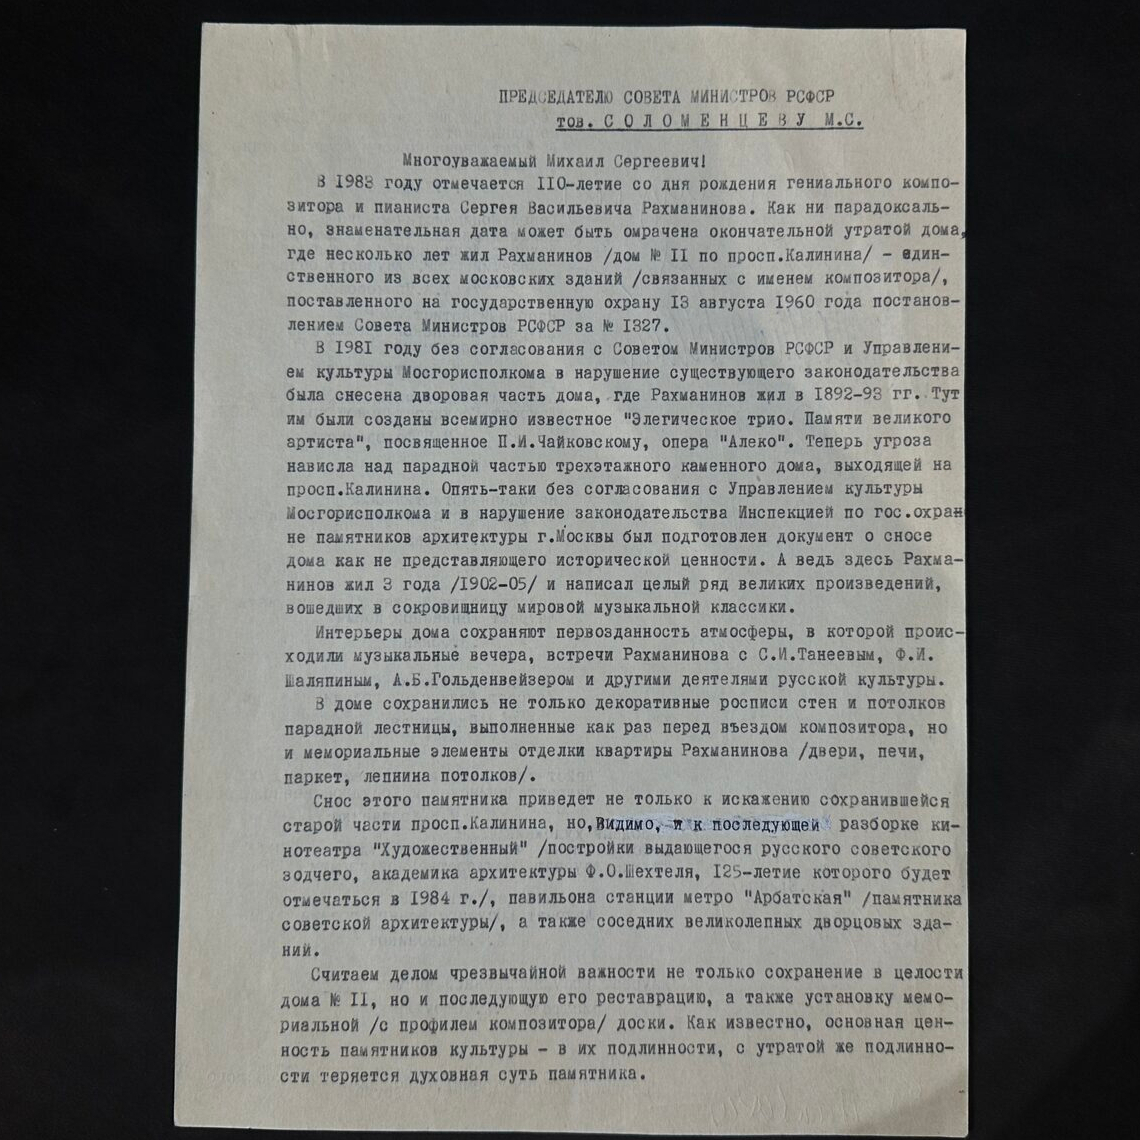 ПРЕДСЕДАТЕЛЮ СОВЕТА МИНИСТРОВ РСФСР
тов. С О Л О М Е Н Ц Е В У М.С.
Многоуважаемый Михаил Сергеевич!
В 1983 году отмечается II0-летие со дня рождения гениального компо-
зитора и пианиста Сергея Васильевича Рахманинова. Как ни парадоксаль-
но, знаменательная дата может быть омрачена окончательной утратой дома,
где несколько лет жил Рахманинов /дом № II по просп.Калинина/ - един-
ственного из всех московских зданий /связанных с именем композитора/,
поставленного на государственную охрану I3 августа I960 года постанов-
лением Совета Министров РСФСР за № I327.
В I98I году без согласования с Советом Министров РСФСР и Управлени-
ем культуры Мосгорисполкома в нарушение существующего законодательства
была снесена дворовая часть дома, где Рахманинов жил в I892-93 гг. Тут
им были созданы всемирно известное "Элегическое трио. Памяти великого
артиста", посвященное П.И.Чайковскому, опера "Алеко". Теперь угроза
нависла над парадной частью трехэтажного каменного дома, выходящей на
просп.Калинина. Опять-таки без согласования с Управлением культуры
Мосгорисполкома и в нарушение законодательства Инспекцией по гос.охран
не памятников архитектуры г.Москвы был подготовлен документ о сносе
дома как не представляющего исторической ценности. А ведь здесь Рахма-
нинов жил 3 года /I902-05/ и написал целый ряд великих произведений,
вошедших в сокровищницу мировой музыкальной классики.
Интерьеры дома сохраняют первозданность атмосферы, в которой проис-
ходили музыкальные вечера, встречи Рахманинова с С.И.Танеевым, Ф.И.
Шаляпиным, А.Б.Гольденвейзером и другими деятелями русской культуры.
В доме сохранились не только декоративные росписи стен и потолков
парадной лестницы, выполненные как раз перед въездом композитора, но
и мемориальные элементы отделки квартиры Рахманинова /двери, печи,
паркет, лепнина потолков/.
Снос этого памятника приведет не только к искажению сохранившейся
старой части просп.Калинина, но,Видимо, и к последующей разборке ки-
нотеатра "Художественный" /постройки выдающегося русского советского
зодчего, академика архитектуры Ф.О.Шехтеля, I25-летие которого будет
отмечаться в I984 г./, павильона станции метро "Арбатская" /памятника
советской архитектуры/, а также соседних великолепных дворцовых зда-
ний.
Считаем делом чрезвычайной важности не только сохранение в целости
дома № II, но и последующую его реставрацию, а также установку мемо-
риальной /с профилем композитора/ доски. Как известно, основная цен-
ность памятников культуры - в их подлинности, с утратой же подлинно-
сти теряется духовная суть памятника.